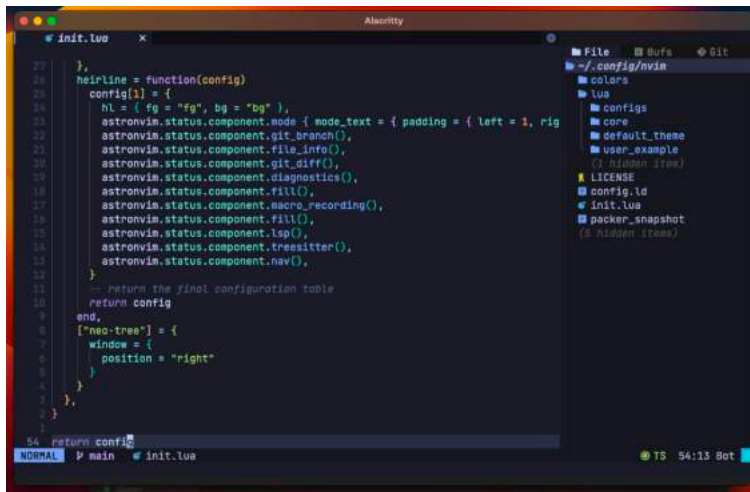 Alacritty
init.lua ×
27 },
26 heirline = function(config)
25 config[1] = {
24 hl = { fg = "fg", bg = "bg" },
23 astronvim.status.component.mode { mode_text = { padding = { left = 1, rig
22 astronvim.status.component.git_branch(),
21 astronvim.status.component.file_info(),
20 astronvim.status.component.git_diff(),
19 astronvim.status.component.diagnostics(),
18 astronvim.status.component.fill(),
17 astronvim.status.component.macro_recording(),
16 astronvim.status.component.fill(),
15 astronvim.status.component.lsp(),
14 astronvim.status.component.treesitter(),
13 astronvim.status.component.nav(),
12 }
11 -- return the final configuration table
10 return config
9 end,
8 ["neo-tree"] = {
7 window = {
6 position = "right"
5 }
4 }
3 },
2 }
1
54 return config
File Bufs Git
~/.config/nvim
colors
lua
configs
core
default_theme
user_example
(1 hidden item)
LICENSE
config.ld
init.lua
packer_snapshot
(5 hidden items)
NORMAL main init.lua TS 54:13 Bot